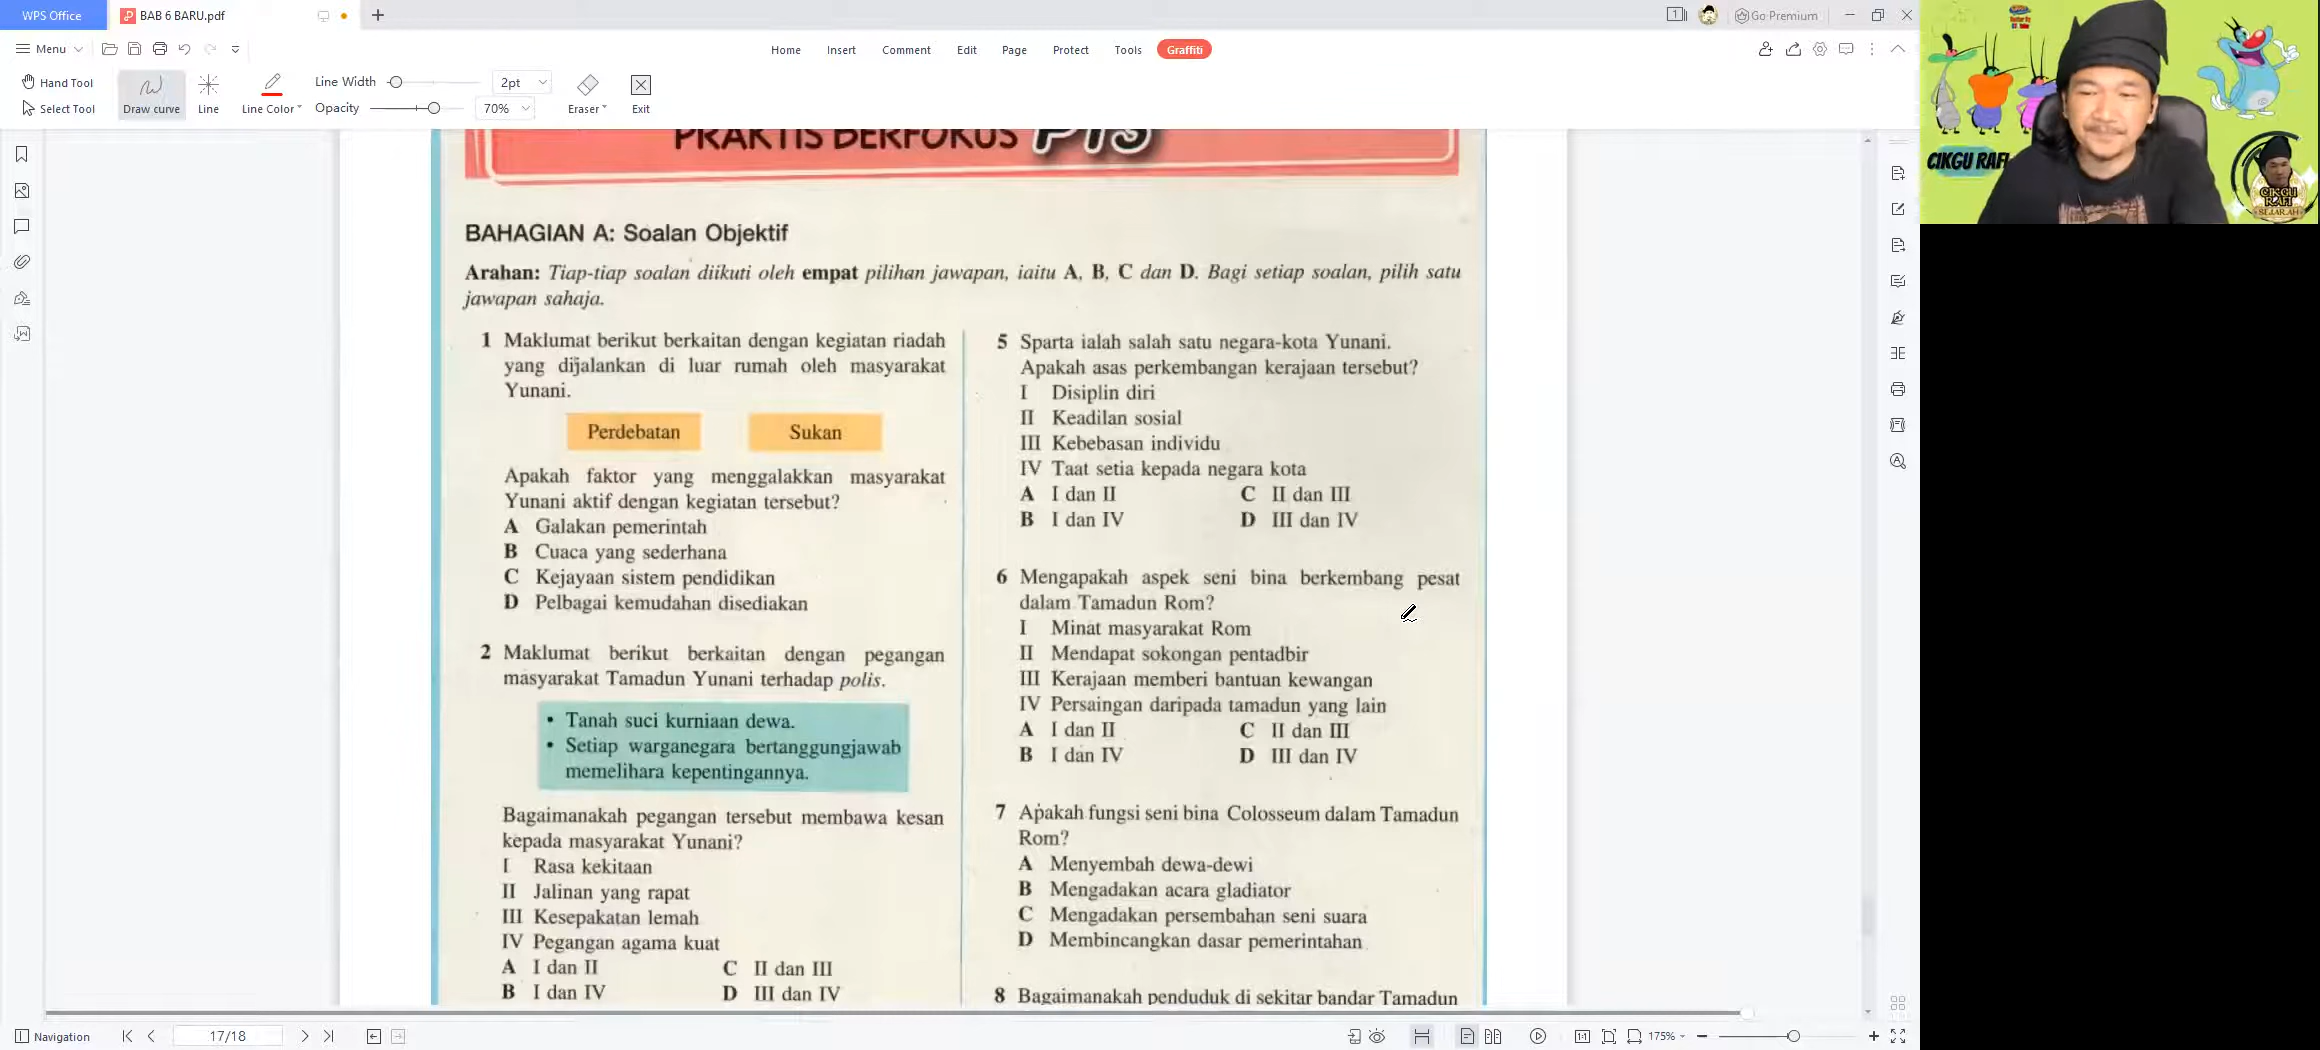 WPS Office
BAB 6 BARU.pdf
Go Premium
Menu
Home
Insert
Comment
Edit
Page
Protect
Tools
Graffiti
Hand Tool
Select Tool
Draw curve
Line
Line Color
Line Width
2pt
Opacity
70%
Eraser
Exit
PRAKTIS BERFOKUS PT3
BAHAGIAN A: Soalan Objektif
Arahan: Tiap-tiap soalan diikuti oleh empat pilihan jawapan, iaitu A, B, C dan D. Bagi setiap soalan, pilih satu
jawapan sahaja.
1 Maklumat berikut berkaitan dengan kegiatan riadah
yang dijalankan di luar rumah oleh masyarakat
Yunani.
Perdebatan
Sukan
Apakah faktor yang menggalakkan masyarakat
Yunani aktif dengan kegiatan tersebut?
A Galakan pemerintah
B Cuaca yang sederhana
C Kejayaan sistem pendidikan
D Pelbagai kemudahan disediakan
2 Maklumat berikut berkaitan dengan pegangan
masyarakat Tamadun Yunani terhadap polis.
• Tanah suci kurniaan dewa.
• Setiap warganegara bertanggungjawab
memelihara kepentingannya.
Bagaimanakah pegangan tersebut membawa kesan
kepada masyarakat Yunani?
I Rasa kekitaan
II Jalinan yang rapat
III Kesepakatan lemah
IV Pegangan agama kuat
A I dan II C II dan III
B I dan IV D III dan IV
5 Sparta ialah salah satu negara-kota Yunani.
Apakah asas perkembangan kerajaan tersebut?
I Disiplin diri
II Keadilan sosial
III Kebebasan individu
IV Taat setia kepada negara kota
A I dan II C II dan III
B I dan IV D III dan IV
6 Mengapakah aspek seni bina berkembang pesat
dalam Tamadun Rom?
I Minat masyarakat Rom
II Mendapat sokongan pentadbir
III Kerajaan memberi bantuan kewangan
IV Persaingan daripada tamadun yang lain
A I dan II C II dan III
B I dan IV D III dan IV
7 Apakah fungsi seni bina Colosseum dalam Tamadun
Rom?
A Menyembah dewa-dewi
B Mengadakan acara gladiator
C Mengadakan persembahan seni suara
D Membincangkan dasar pemerintahan
8 Bagaimanakah penduduk di sekitar bandar Tamadun
Navigation
17/18
175%
CIKGU RAFI
CIKGU
RAFI
SEJARAH